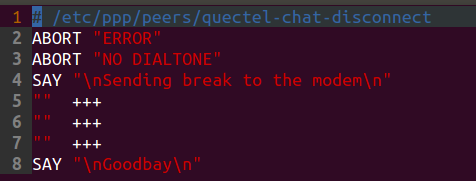 1 # /etc/ppp/peers/quectel-chat-disconnect
2 ABORT "ERROR"
3 ABORT "NO DIALTONE"
4 SAY "\nSending break to the modem\n"
5 ""  +++
6 ""  +++
7 ""  +++
8 SAY "\nGoodbay\n"